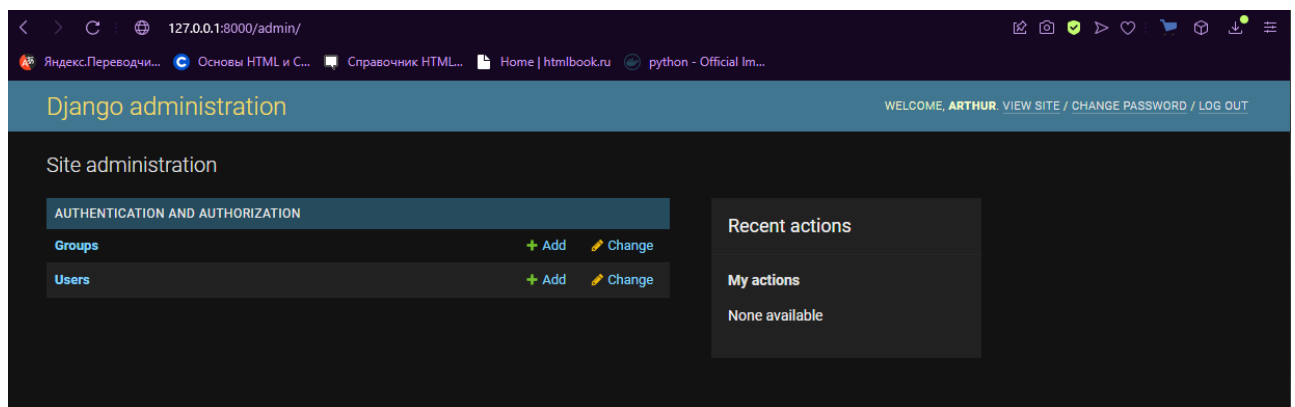 127.0.0.1:8000/admin/
Яндекс.Переводчи... Основы HTML и С... Справочник HTML... Home | htmlbook.ru python - Official Im...
Django administration
WELCOME, ARTHUR. VIEW SITE / CHANGE PASSWORD / LOG OUT
Site administration
AUTHENTICATION AND AUTHORIZATION
Groups + Add Change
Users + Add Change
Recent actions
My actions
None available